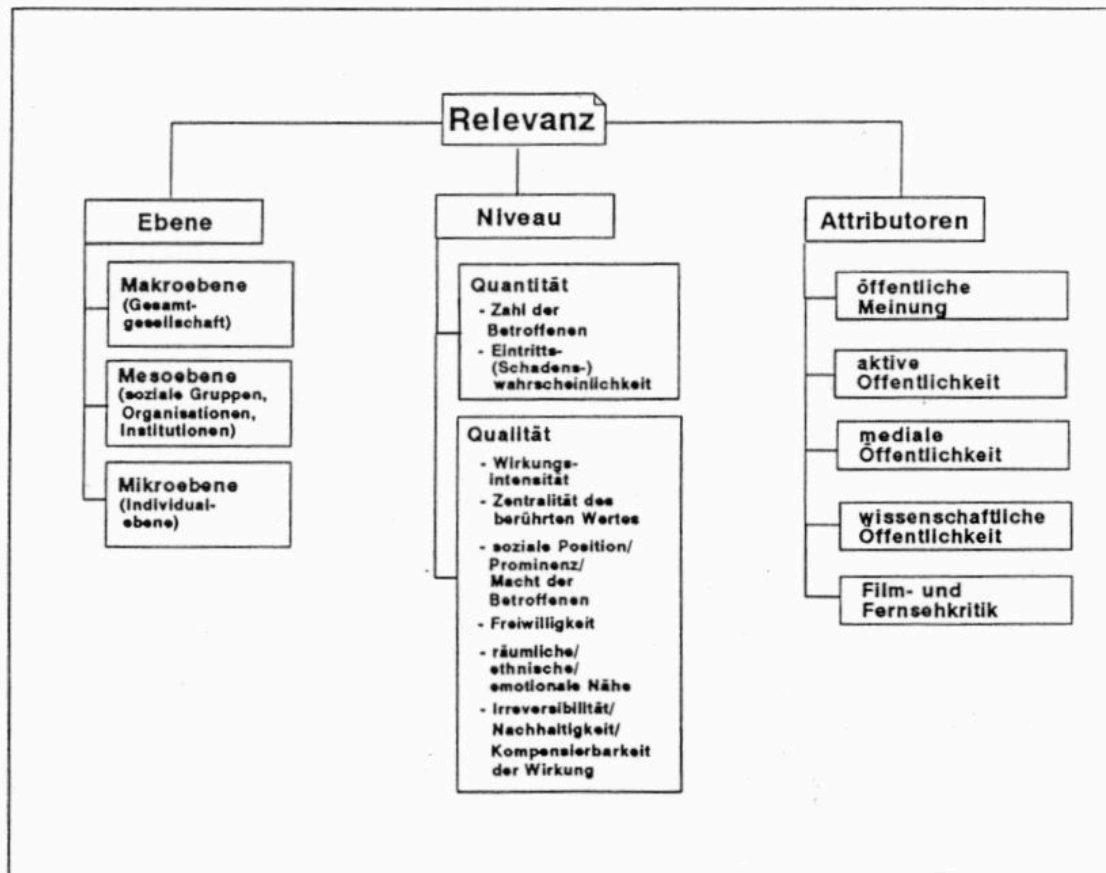 Relevanz
Ebene
Makroebene
(Gesamt-
gesellschaft)
Mesoebene
(soziale Gruppen,
Organisationen,
Institutionen)
Mikroebene
(Individual-
ebene)
Niveau
Quantität
- Zahl der
Betroffenen
- Eintritts-
(Schadens-)
wahrscheinlichkeit
Qualität
- Wirkungs-
intensität
- Zentralität des
berührten Wertes
- soziale Position/
Prominenz/
Macht der
Betroffenen
- Freiwilligkeit
- räumliche/
ethnische/
emotionale Nähe
- Irreversibilität/
Nachhaltigkeit/
Kompensierbarkeit
der Wirkung
Attributoren
öffentliche
Meinung
aktive
Öffentlichkeit
mediale
Öffentlichkeit
wissenschaftliche
Öffentlichkeit
Film- und
Fernsehkritik